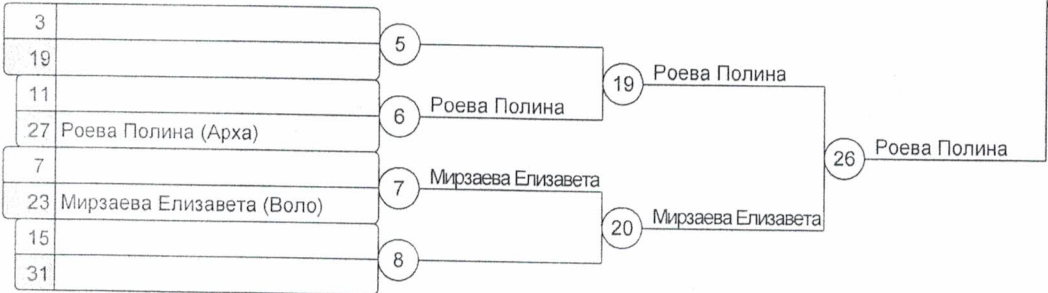 3
5
19
19 Роева Полина
11
6 Роева Полина
27 Роева Полина (Арха)
26 Роева Полина
7
7 Мирзаева Елизавета
23 Мирзаева Елизавета (Воло)
20 Мирзаева Елизавета
15
8
31